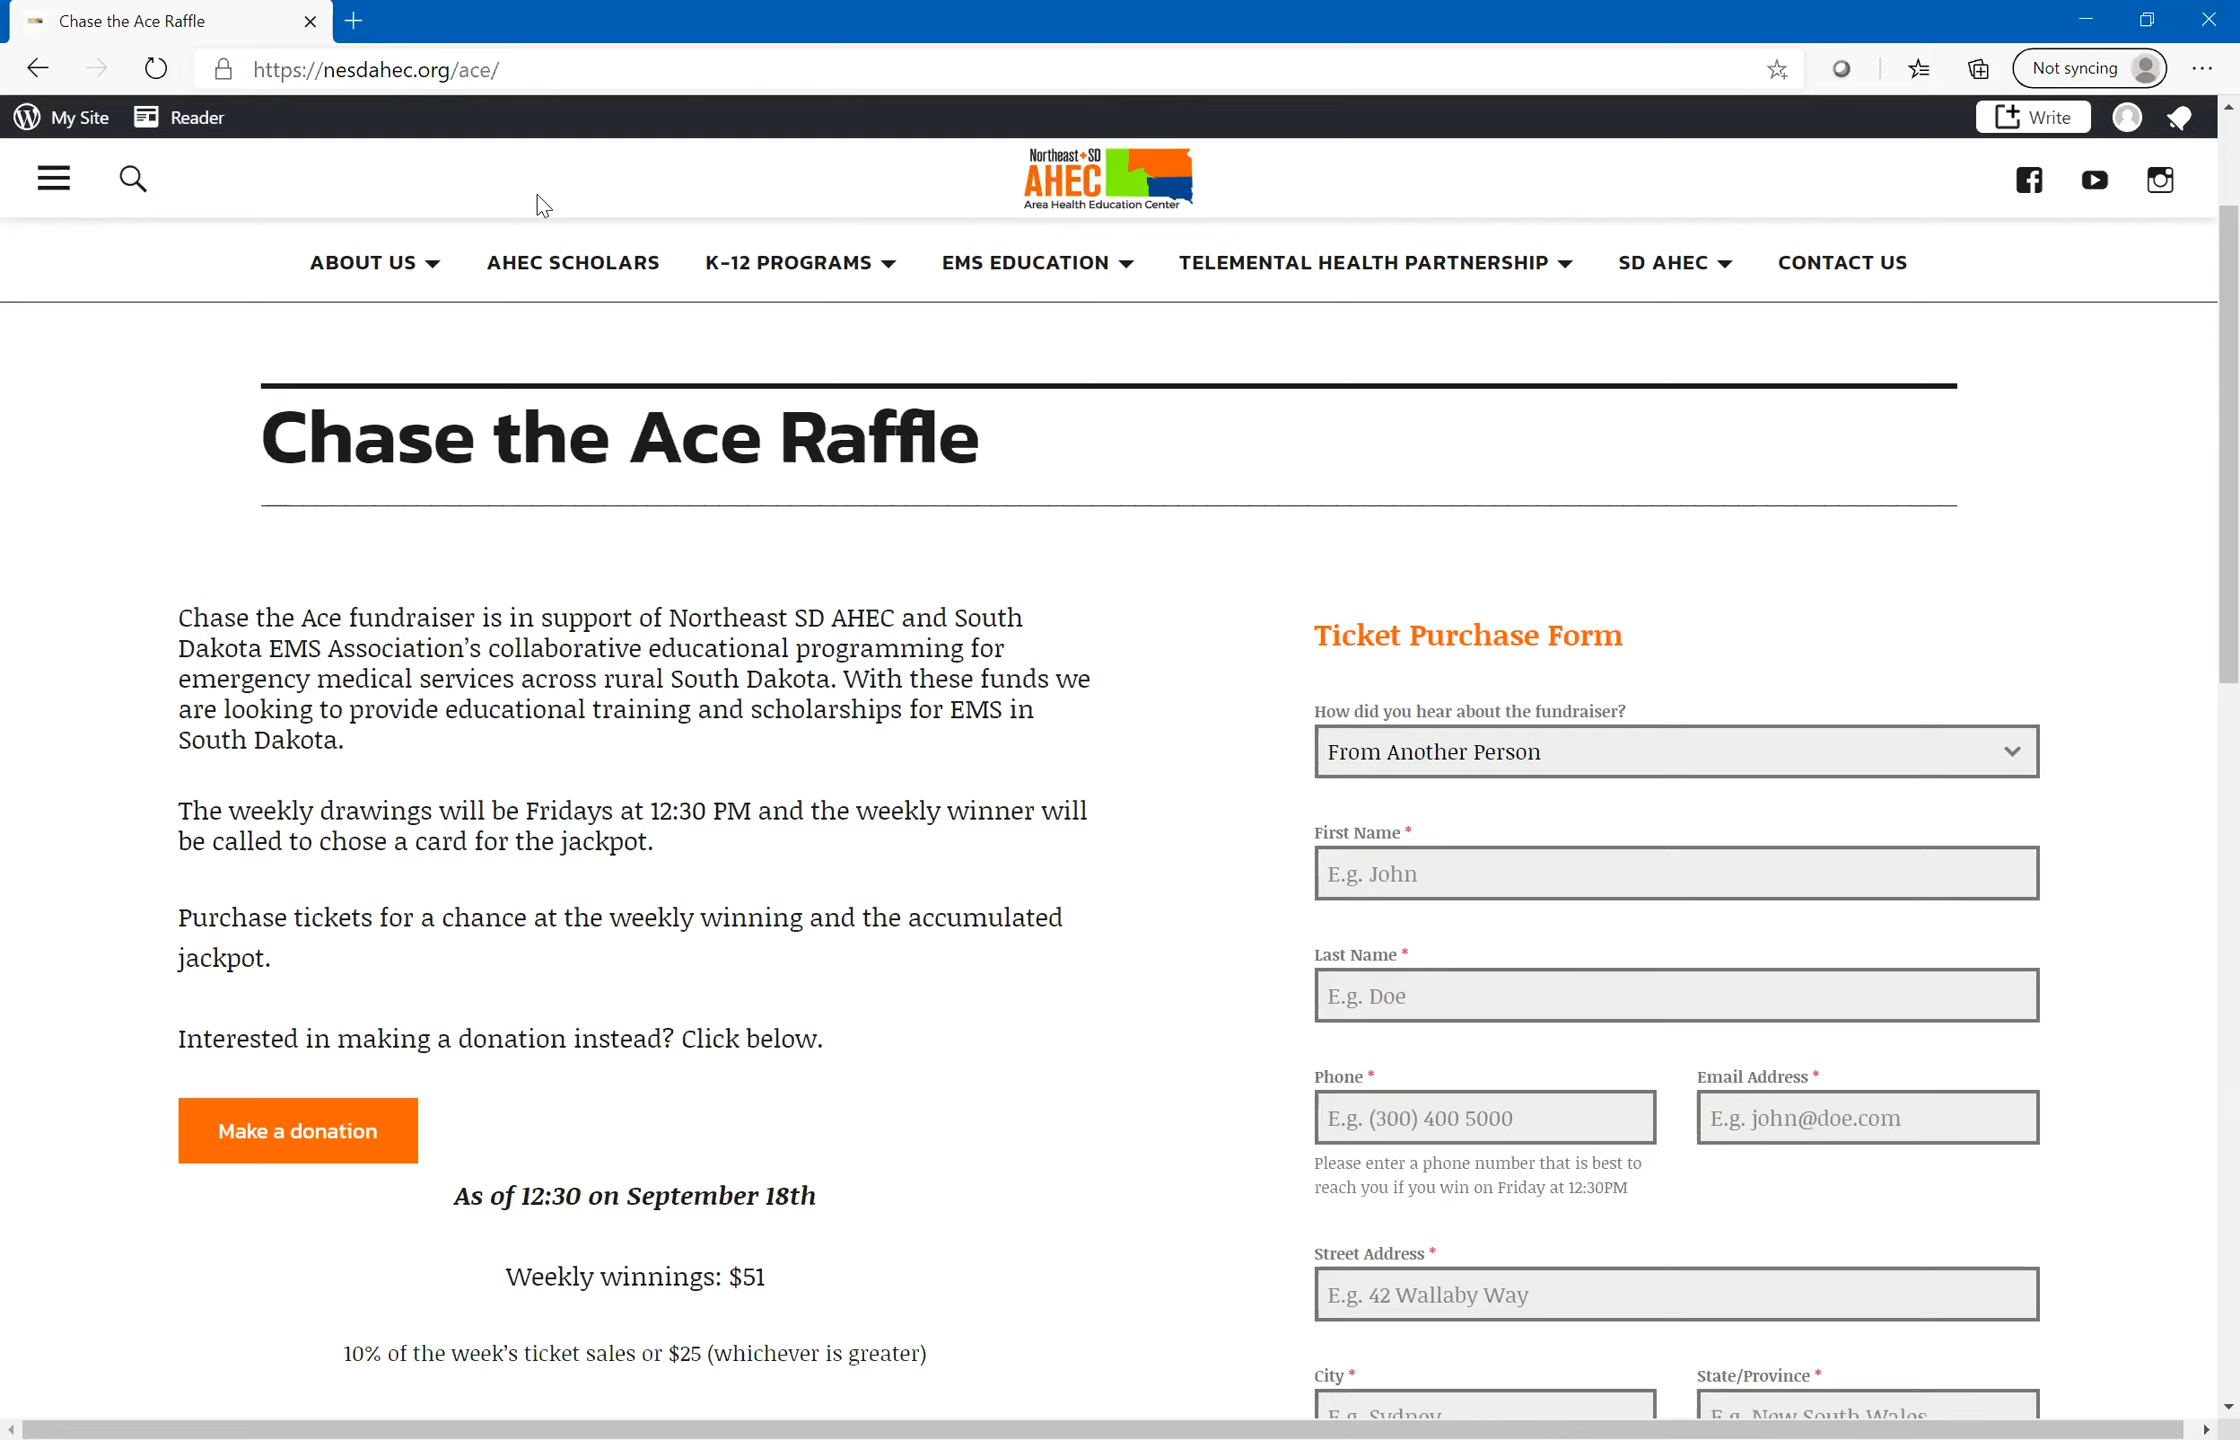 Chase the Ace Raffle
https://nesdahec.org/ace/
Not syncing
My Site
Reader
Write
Northeast SD
AHEC
Area Health Education Center
ABOUT US
AHEC SCHOLARS
K-12 PROGRAMS
EMS EDUCATION
TELEMENTAL HEALTH PARTNERSHIP
SD AHEC
CONTACT US
Chase the Ace Raffle
Chase the Ace fundraiser is in support of Northeast SD AHEC and South
Dakota EMS Association’s collaborative educational programming for
emergency medical services across rural South Dakota. With these funds we
are looking to provide educational training and scholarships for EMS in
South Dakota.
The weekly drawings will be Fridays at 12:30 PM and the weekly winner will
be called to chose a card for the jackpot.
Purchase tickets for a chance at the weekly winning and the accumulated
jackpot.
Interested in making a donation instead? Click below.
Make a donation
As of 12:30 on September 18th
Weekly winnings: $51
10% of the week’s ticket sales or $25 (whichever is greater)
Ticket Purchase Form
How did you hear about the fundraiser?
From Another Person
First Name *
E.g. John
Last Name *
E.g. Doe
Phone *
E.g. (300) 400 5000
Please enter a phone number that is best to
reach you if you win on Friday at 12:30PM
Email Address *
E.g. john@doe.com
Street Address *
E.g. 42 Wallaby Way
City *
E.g. Sydney
State/Province *
E.g. New South Wales